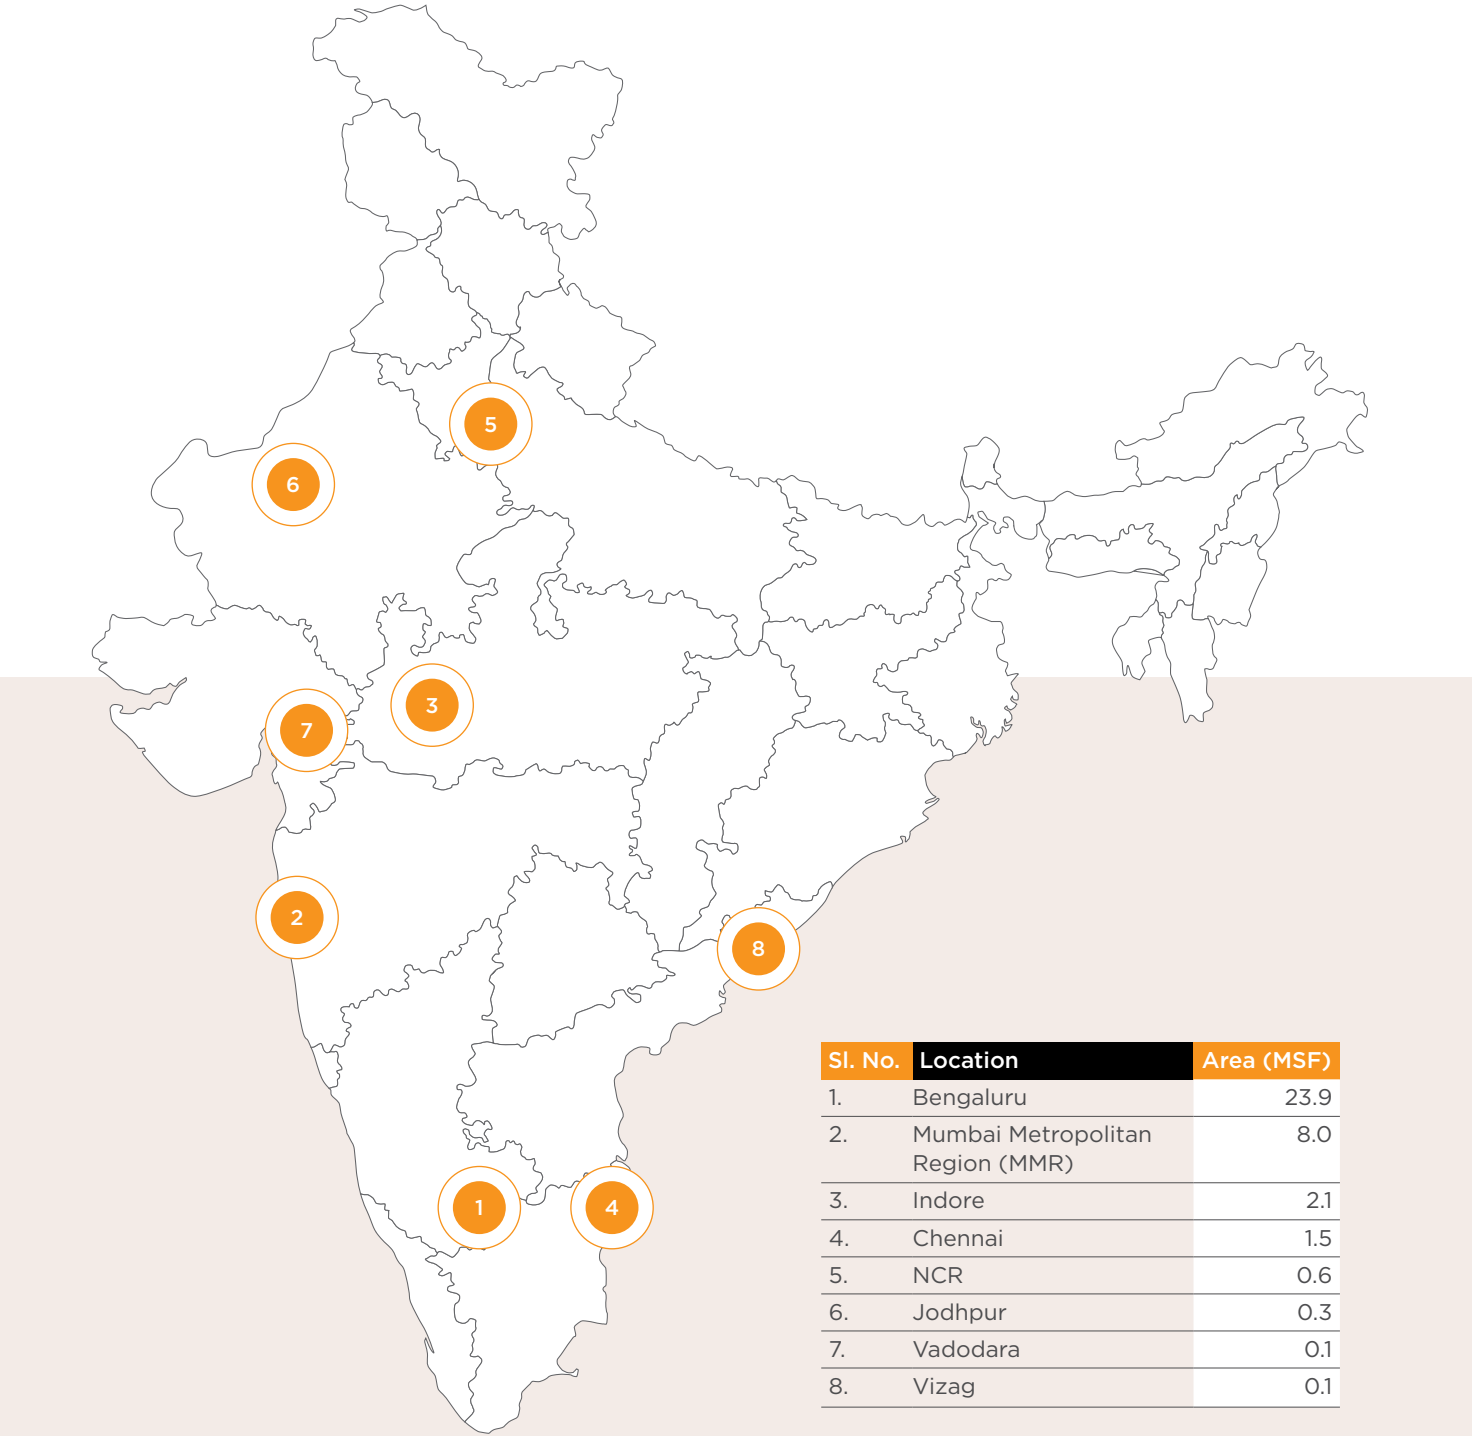 5
6
3
7
2
8
1
4
Sl. No. Location Area (MSF)
1. Bengaluru 23.9
2. Mumbai Metropolitan 8.0
Region (MMR)
3. Indore 2.1
4. Chennai 1.5
5. NCR 0.6
6. Jodhpur 0.3
7. Vadodara 0.1
8. Vizag 0.1